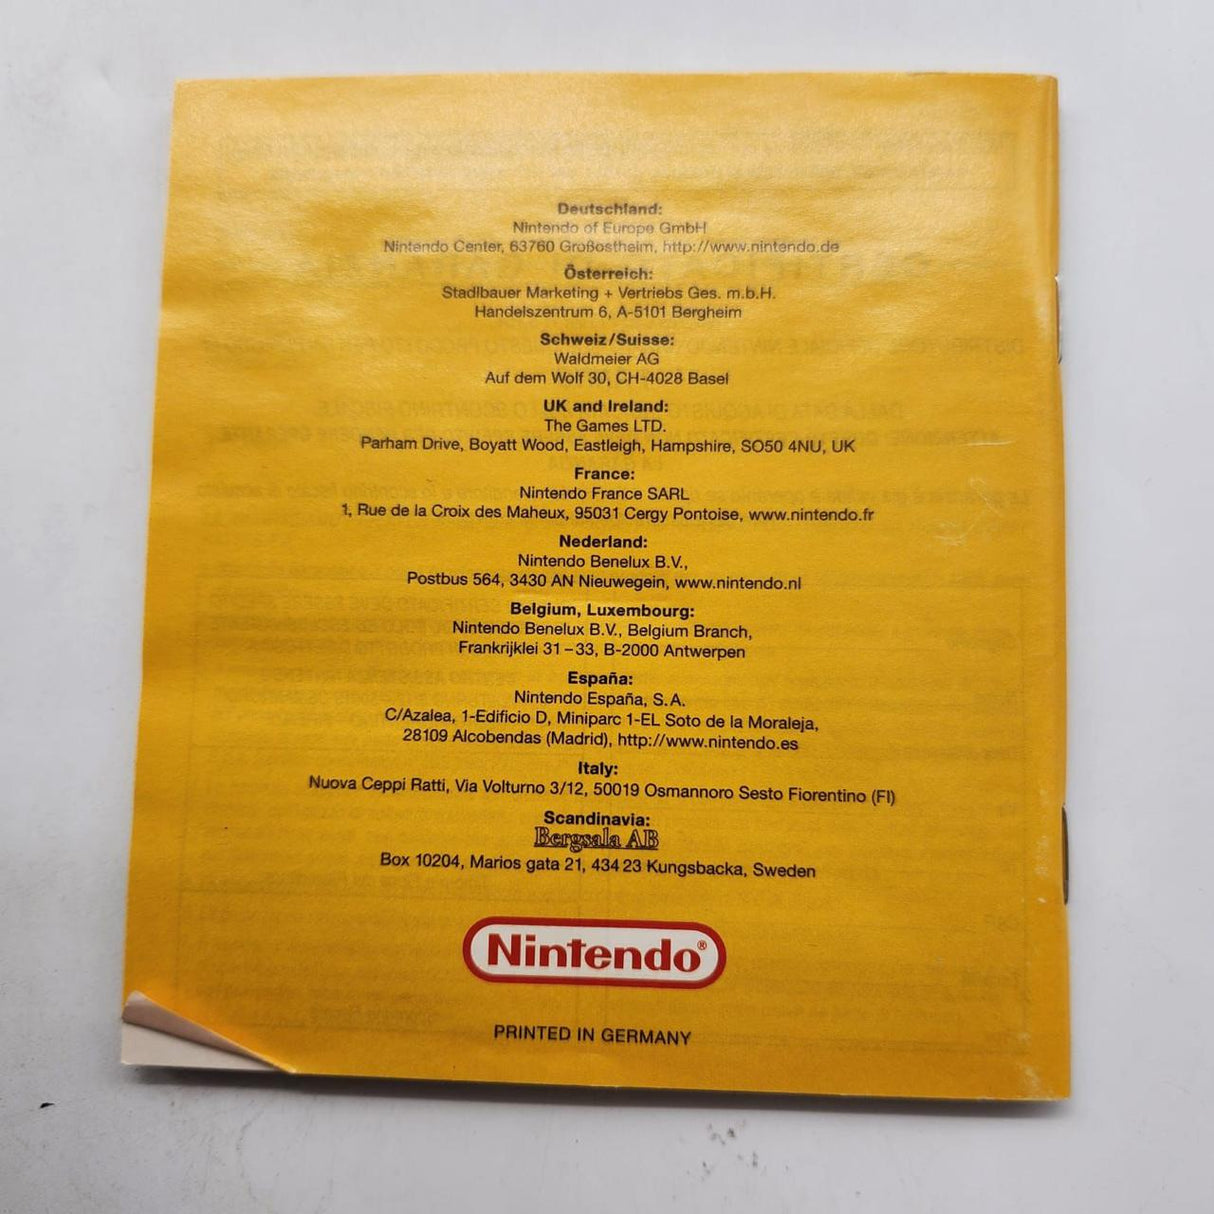 Deutschland:
Nintendo of Europe GmbH
Nintendo Center, 63760 Großostheim, http://www.nintendo.de
Österreich:
Stadlbauer Marketing + Vertriebs Ges. m.b.H.
Handelszentrum 6, A-5101 Bergheim
Schweiz/Suisse:
Waldmeier AG
Auf dem Wolf 30, CH-4028 Basel
UK and Ireland:
The Games LTD.
Parham Drive, Boyatt Wood, Eastleigh, Hampshire, SO50 4NU, UK
France:
Nintendo France SARL
1, Rue de la Croix des Maheux, 95031 Cergy Pontoise, www.nintendo.fr
Nederland:
Nintendo Benelux B.V.,
Postbus 564, 3430 AN Nieuwegein, www.nintendo.nl
Belgium, Luxembourg:
Nintendo Benelux B.V., Belgium Branch,
Frankrijklei 31–33, B-2000 Antwerpen
España:
Nintendo España, S.A.
C/Azalea, 1-Edificio D, Miniparc 1-EL Soto de la Moraleja,
28109 Alcobendas (Madrid), http://www.nintendo.es
Italy:
Nuova Ceppi Ratti, Via Volturno 3/12, 50019 Osmannoro Sesto Fiorentino (FI)
Scandinavia:
Bergsala AB
Box 10204, Marios gata 21, 434 23 Kungsbacka, Sweden
Nintendo®
PRINTED IN GERMANY